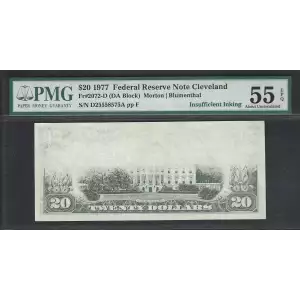 PMG
PAPER MONEY GUARANTY
$20 1977 Federal Reserve Note Cleveland
Fr#2072-D (DA Block) Morton | Blumenthal
Insufficient Inking
S/N D25558575A pp F
55 EPQ
About Uncirculated
20 20
TWENTY DOLLARS